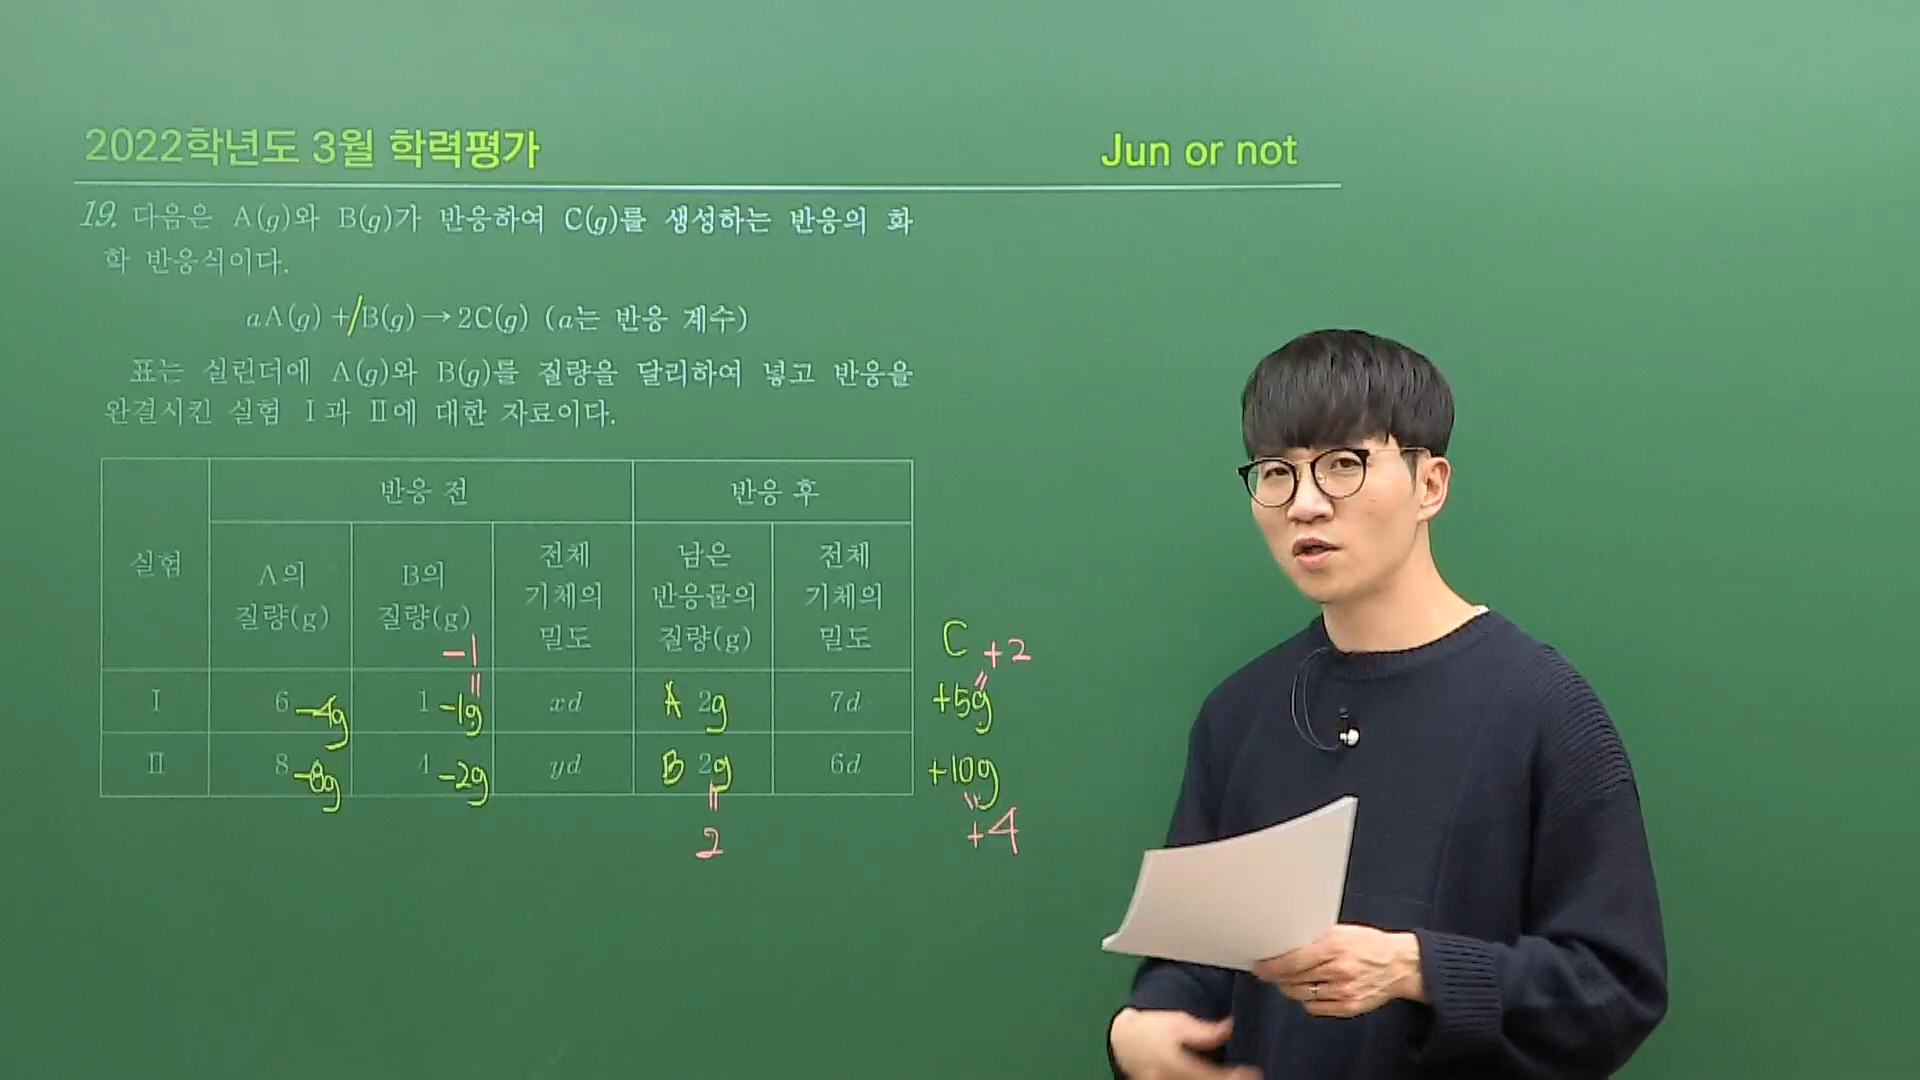 2022학년도 3월 학력평가
Jun or not
19. 다음은 A(g)와 B(g)가 반응하여 C(g)를 생성하는 반응의 화
학 반응식이다.
aA(g) + / B(g) → 2C(g) (a는 반응 계수)
표는 실린더에 A(g)와 B(g)를 질량을 달리하여 넣고 반응을
완결시킨 실험 Ⅰ과 Ⅱ에 대한 자료이다.
실험 반응 전 반응 후
A의 질량(g) B의 질량(g) 전체 기체의 밀도 남은 반응물의 질량(g) 전체 기체의 밀도
-1 C +2
Ⅰ 6 -4g 1 -1g xd A 2g 7d +5g
Ⅱ 8 -8g 4 -2g yd B 2g 6d +10g
2 +4